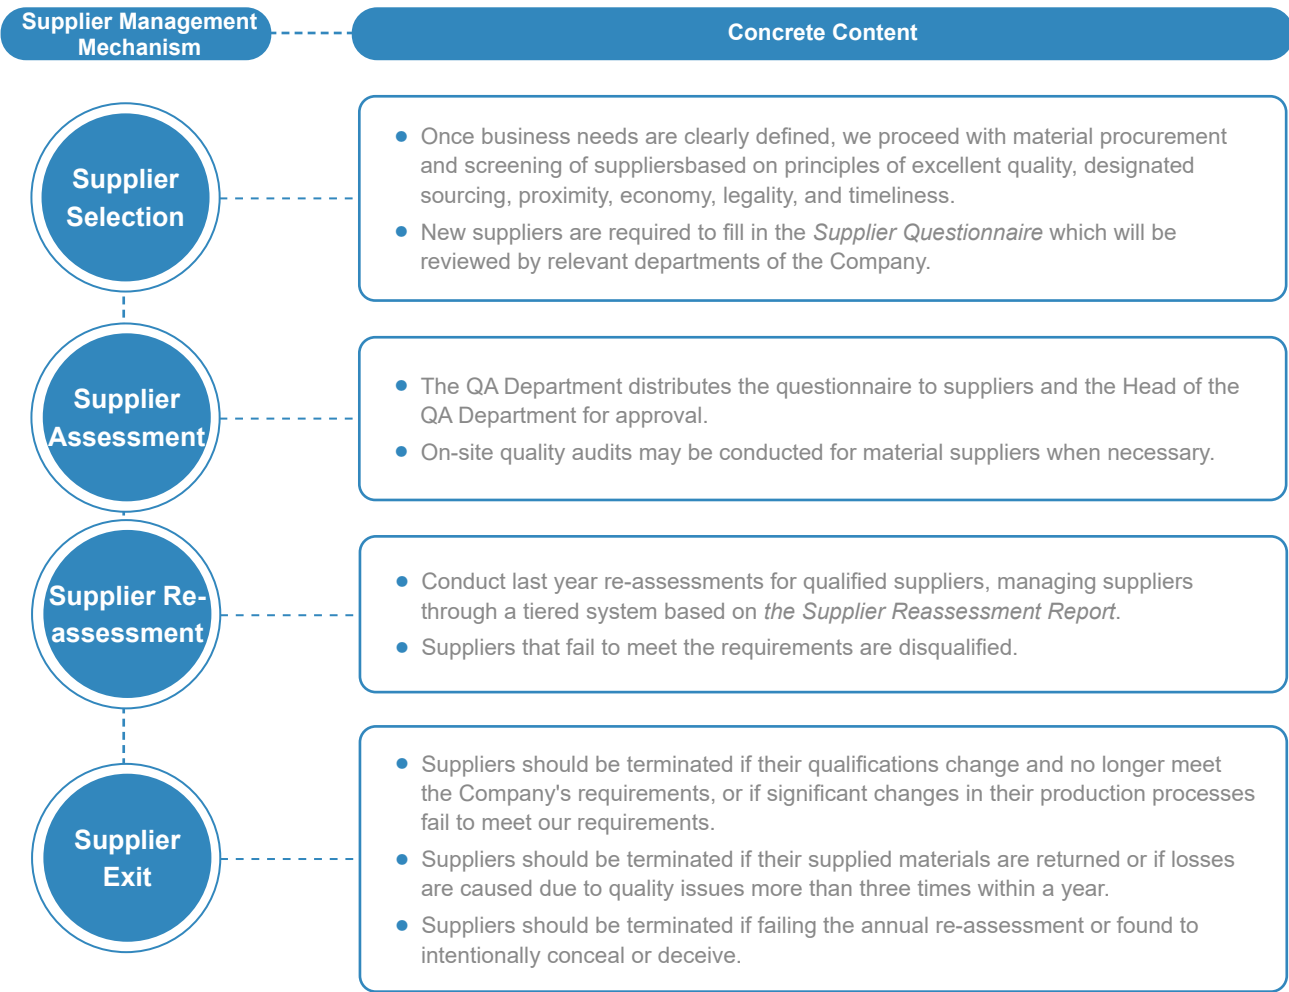 Supplier Management
Mechanism
Concrete Content
Supplier
Selection
● Once business needs are clearly defined, we proceed with material procurement
and screening of suppliersbased on principles of excellent quality, designated
sourcing, proximity, economy, legality, and timeliness.
● New suppliers are required to fill in the Supplier Questionnaire which will be
reviewed by relevant departments of the Company.
Supplier
Assessment
● The QA Department distributes the questionnaire to suppliers and the Head of the
QA Department for approval.
● On-site quality audits may be conducted for material suppliers when necessary.
Supplier Re-
assessment
● Conduct last year re-assessments for qualified suppliers, managing suppliers
through a tiered system based on the Supplier Reassessment Report.
● Suppliers that fail to meet the requirements are disqualified.
Supplier
Exit
● Suppliers should be terminated if their qualifications change and no longer meet
the Company's requirements, or if significant changes in their production processes
fail to meet our requirements.
● Suppliers should be terminated if their supplied materials are returned or if losses
are caused due to quality issues more than three times within a year.
● Suppliers should be terminated if failing the annual re-assessment or found to
intentionally conceal or deceive.